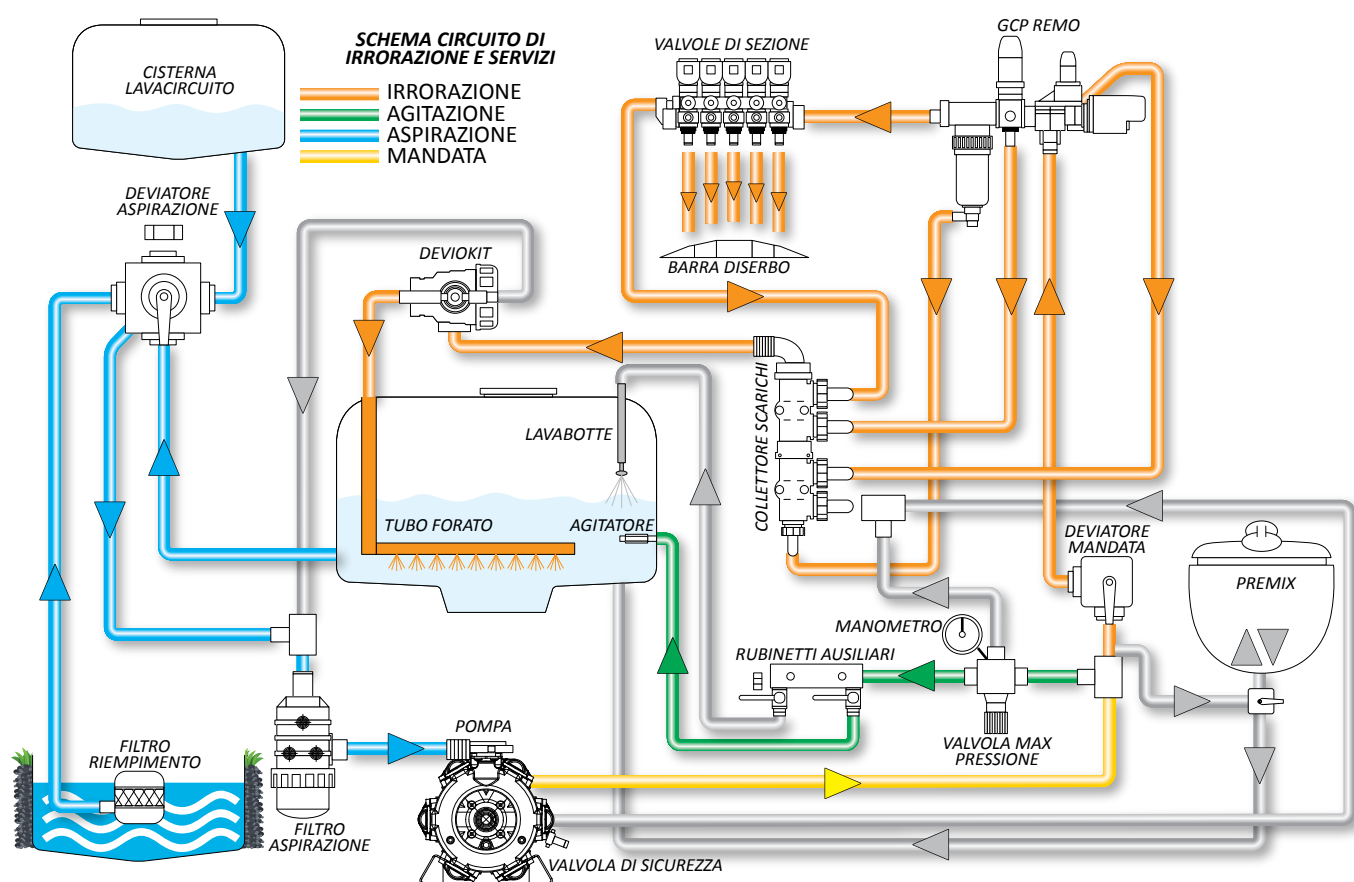 SCHEMA CIRCUITO DI
IRRORAZIONE E SERVIZI
IRRORAZIONE
AGITAZIONE
ASPIRAZIONE
MANDATA
CISTERNA
LAVACIRCUITO
VALVOLE DI SEZIONE
GCP REMO
DEVIATORE
ASPIRAZIONE
DEVIOKIT
BARRA DISERBO
LAVABOTTE
COLLETTORE SCARICHI
TUBO FORATO
AGITATORE
DEVIATORE
MANDATA
PREMIX
MANOMETRO
RUBINETTI AUSILIARI
VALVOLA MAX
PRESSIONE
POMPA
FILTRO
RIEMPIMENTO
FILTRO
ASPIRAZIONE
VALVOLA DI SICUREZZA